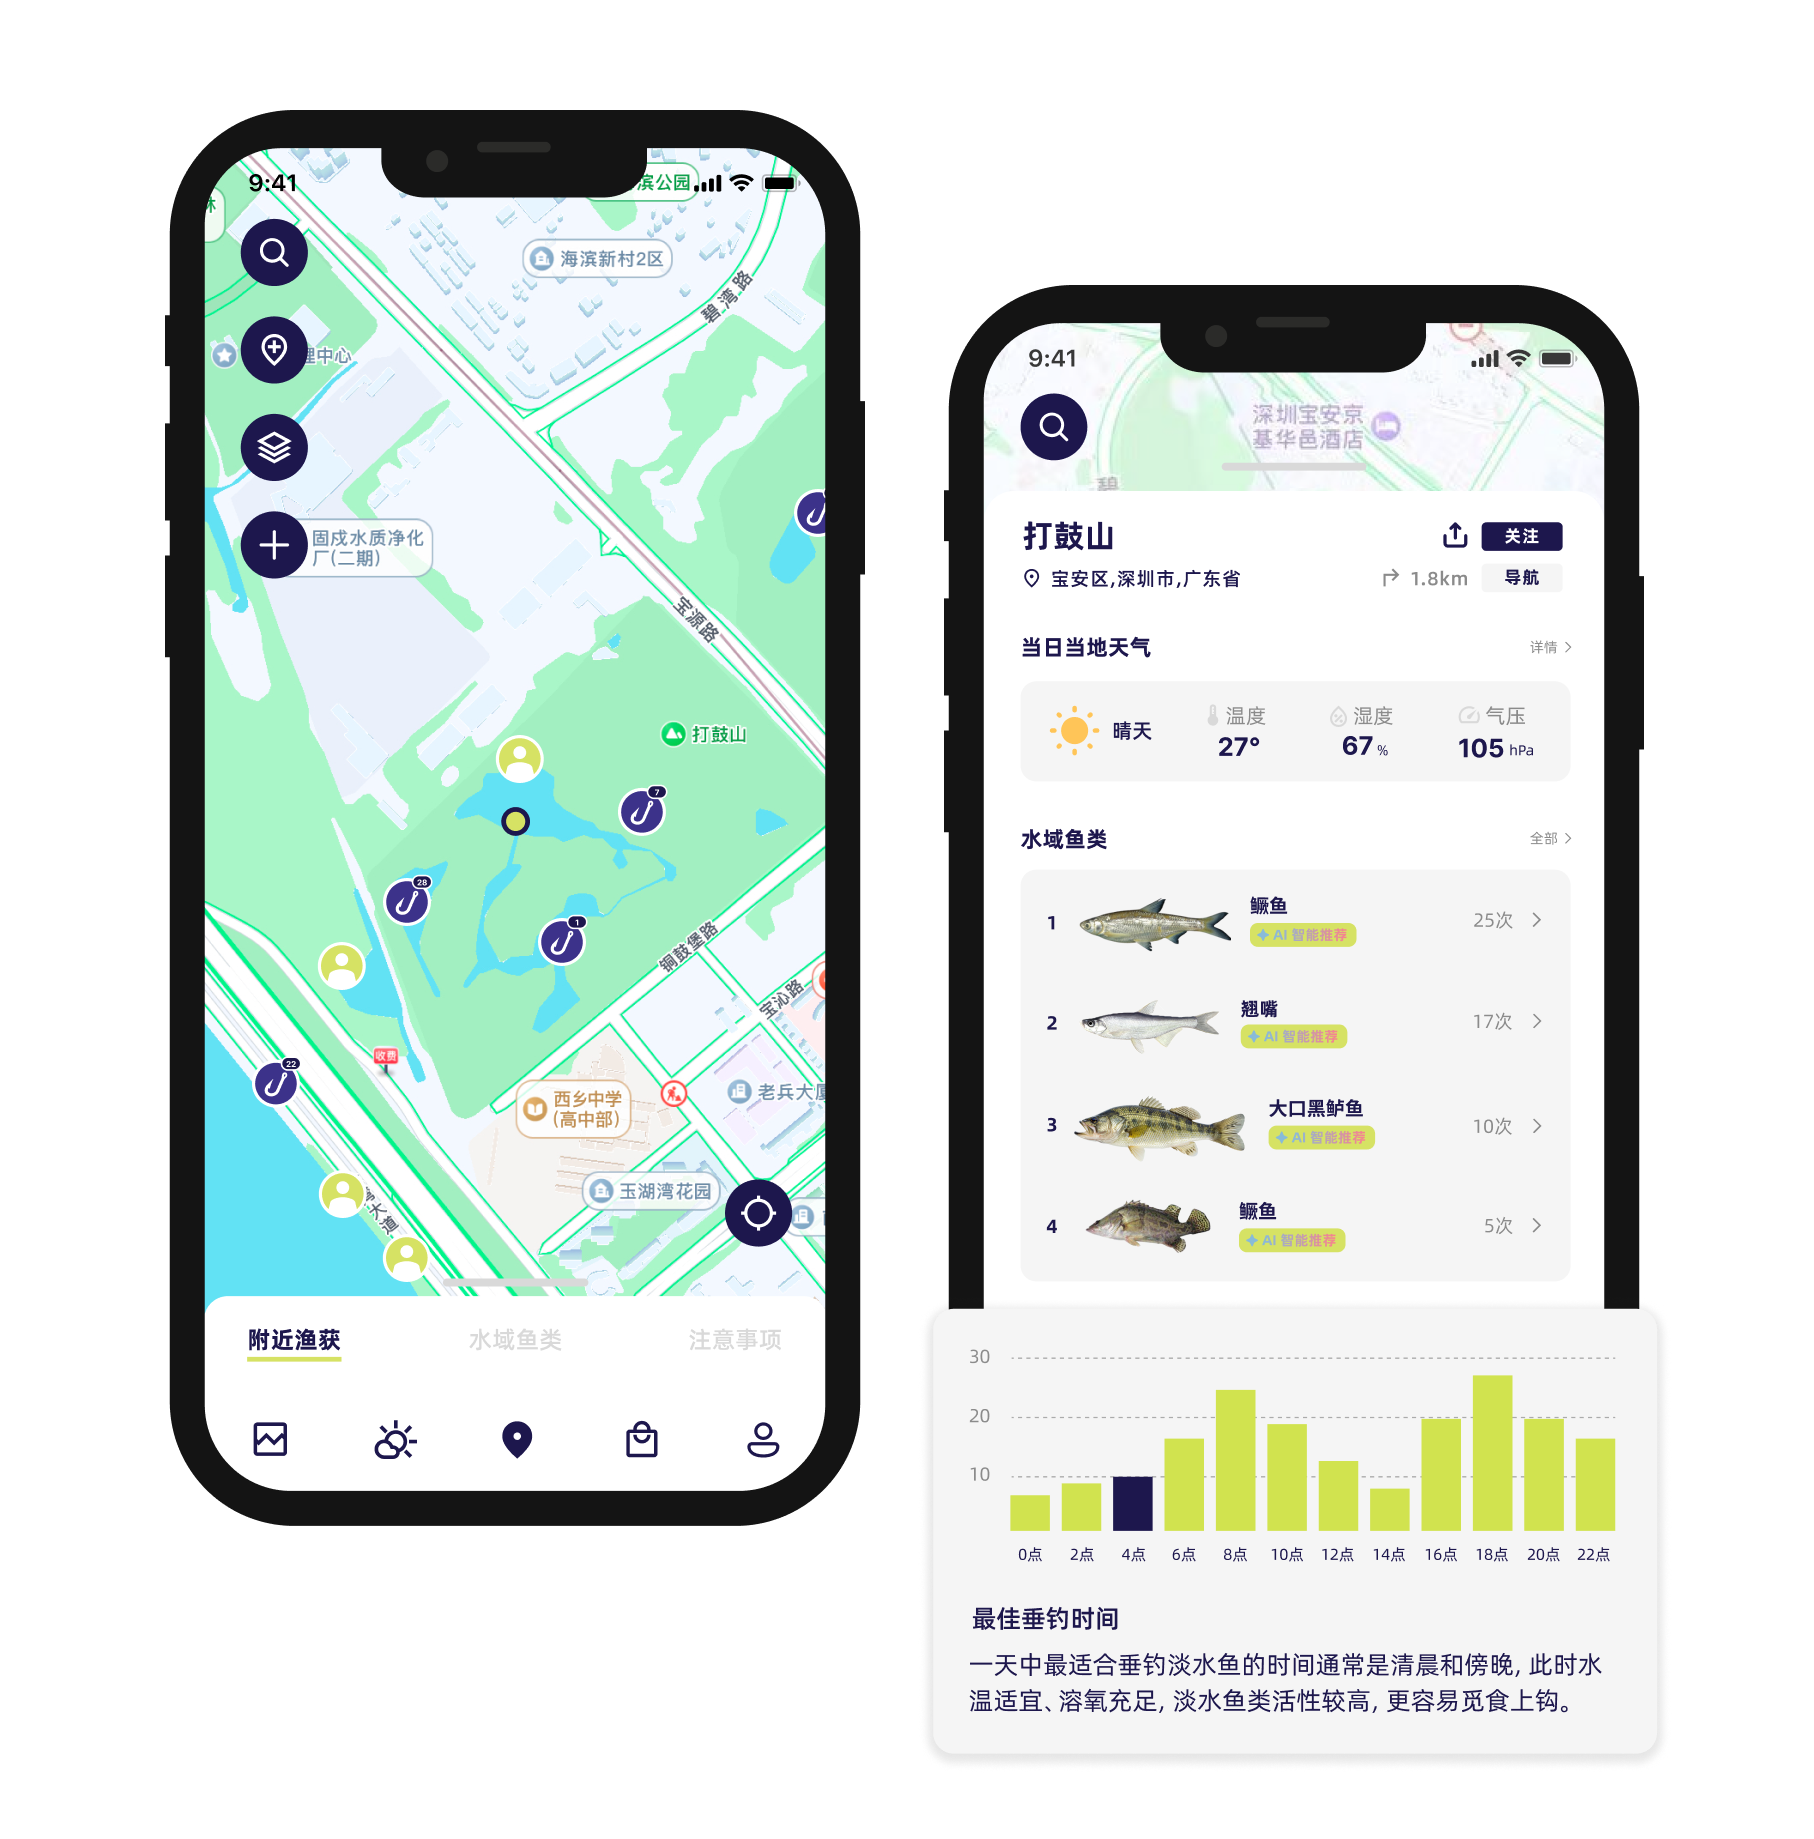 9:41
滨公园
林
海滨新村2区
碧湾路
理中心
固戍水质净化
厂(二期)
宝源路
打鼓山
7
28
1
铜鼓堡路
宝沁路
收费
22
西乡中学
(高中部)
老兵大厦
玉湖湾花园
大道
附近渔获
水域鱼类
注意事项
9:41
深圳宝安京
基华邑酒店
碧
打鼓山
关注
宝安区,深圳市,广东省
1.8km
导航
当日当地天气
详情
晴天
温度
27°
湿度
67 %
气压
105 hPa
水域鱼类
全部
1
鳜鱼
AI 智能推荐
25次
2
翘嘴
AI 智能推荐
17次
3
大口黑鲈鱼
AI 智能推荐
10次
4
鳜鱼
AI 智能推荐
5次
30
20
10
0点 2点 4点 6点 8点 10点 12点 14点 16点 18点 20点 22点
最佳垂钓时间
一天中最适合垂钓淡水鱼的时间通常是清晨和傍晚, 此时水
温适宜、溶氧充足, 淡水鱼类活性较高, 更容易觅食上钩。